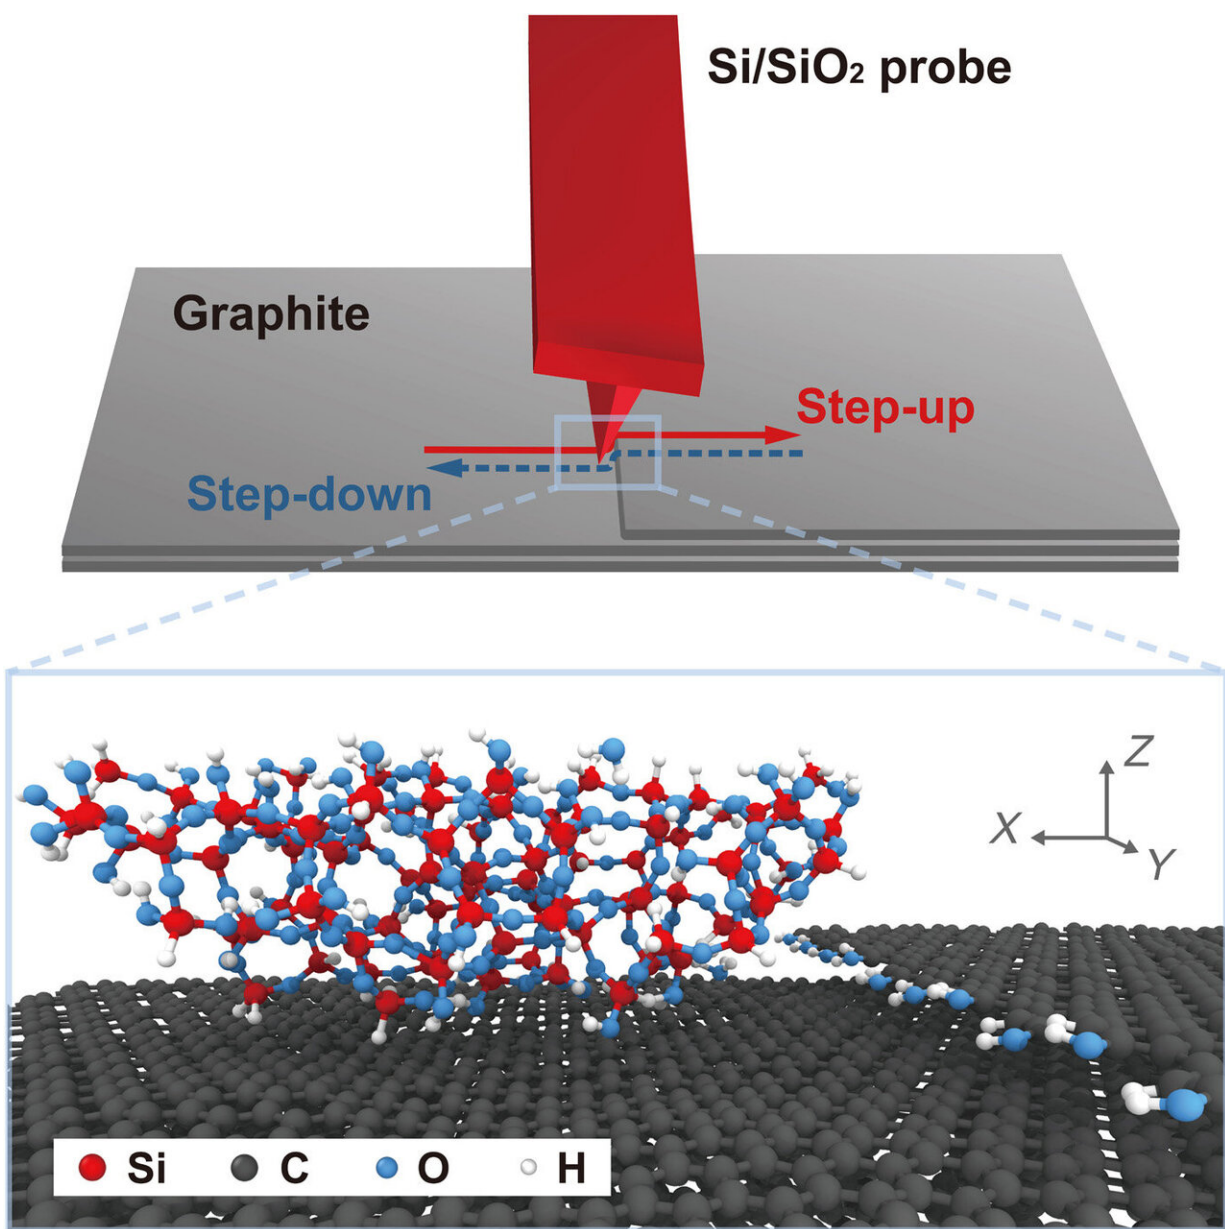 Si/SiO₂ probe
Graphite
Step-up
Step-down
Z
X
Y
Si C O H